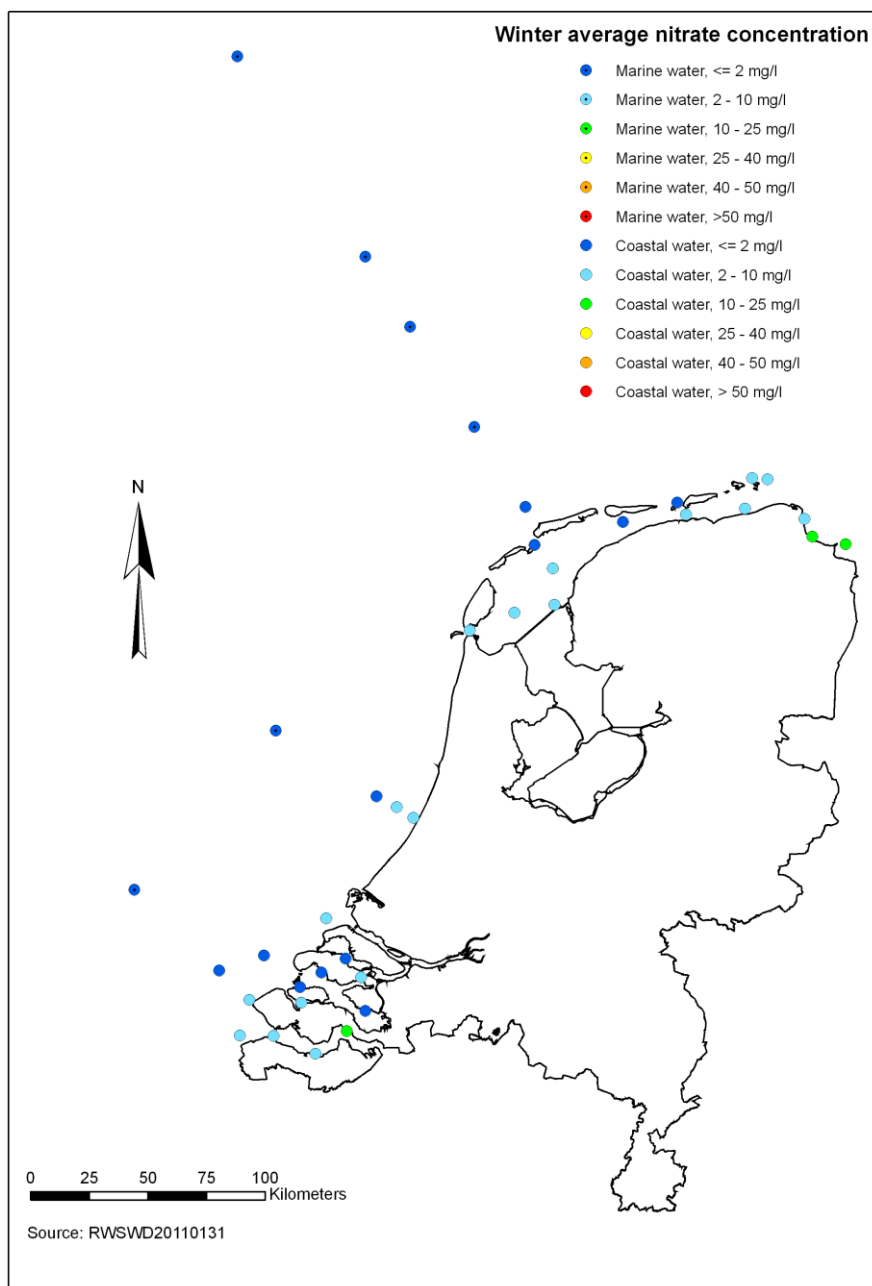 Winter average nitrate concentration
Marine water, <= 2 mg/l
Marine water, 2 - 10 mg/l
Marine water, 10 - 25 mg/l
Marine water, 25 - 40 mg/l
Marine water, 40 - 50 mg/l
Marine water, >50 mg/l
Coastal water, <= 2 mg/l
Coastal water, 2 - 10 mg/l
Coastal water, 10 - 25 mg/l
Coastal water, 25 - 40 mg/l
Coastal water, 40 - 50 mg/l
Coastal water, > 50 mg/l
N
0 25 50 75 100
Kilometers
Source: RWSWD20110131